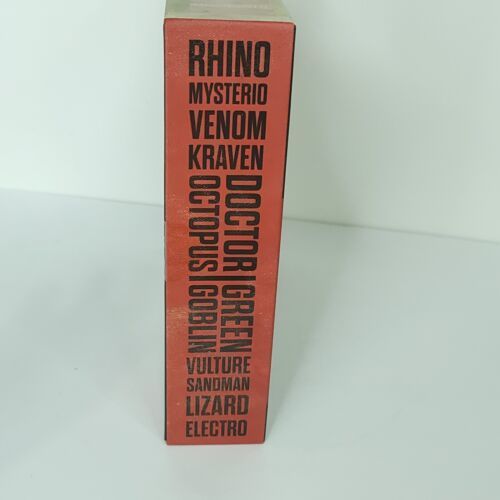 RHINO
MYSTERIO
VENOM
KRAVEN
DOCTOR
OCTOPUS
GREEN
GOBLIN
VULTURE
SANDMAN
LIZARD
ELECTRO